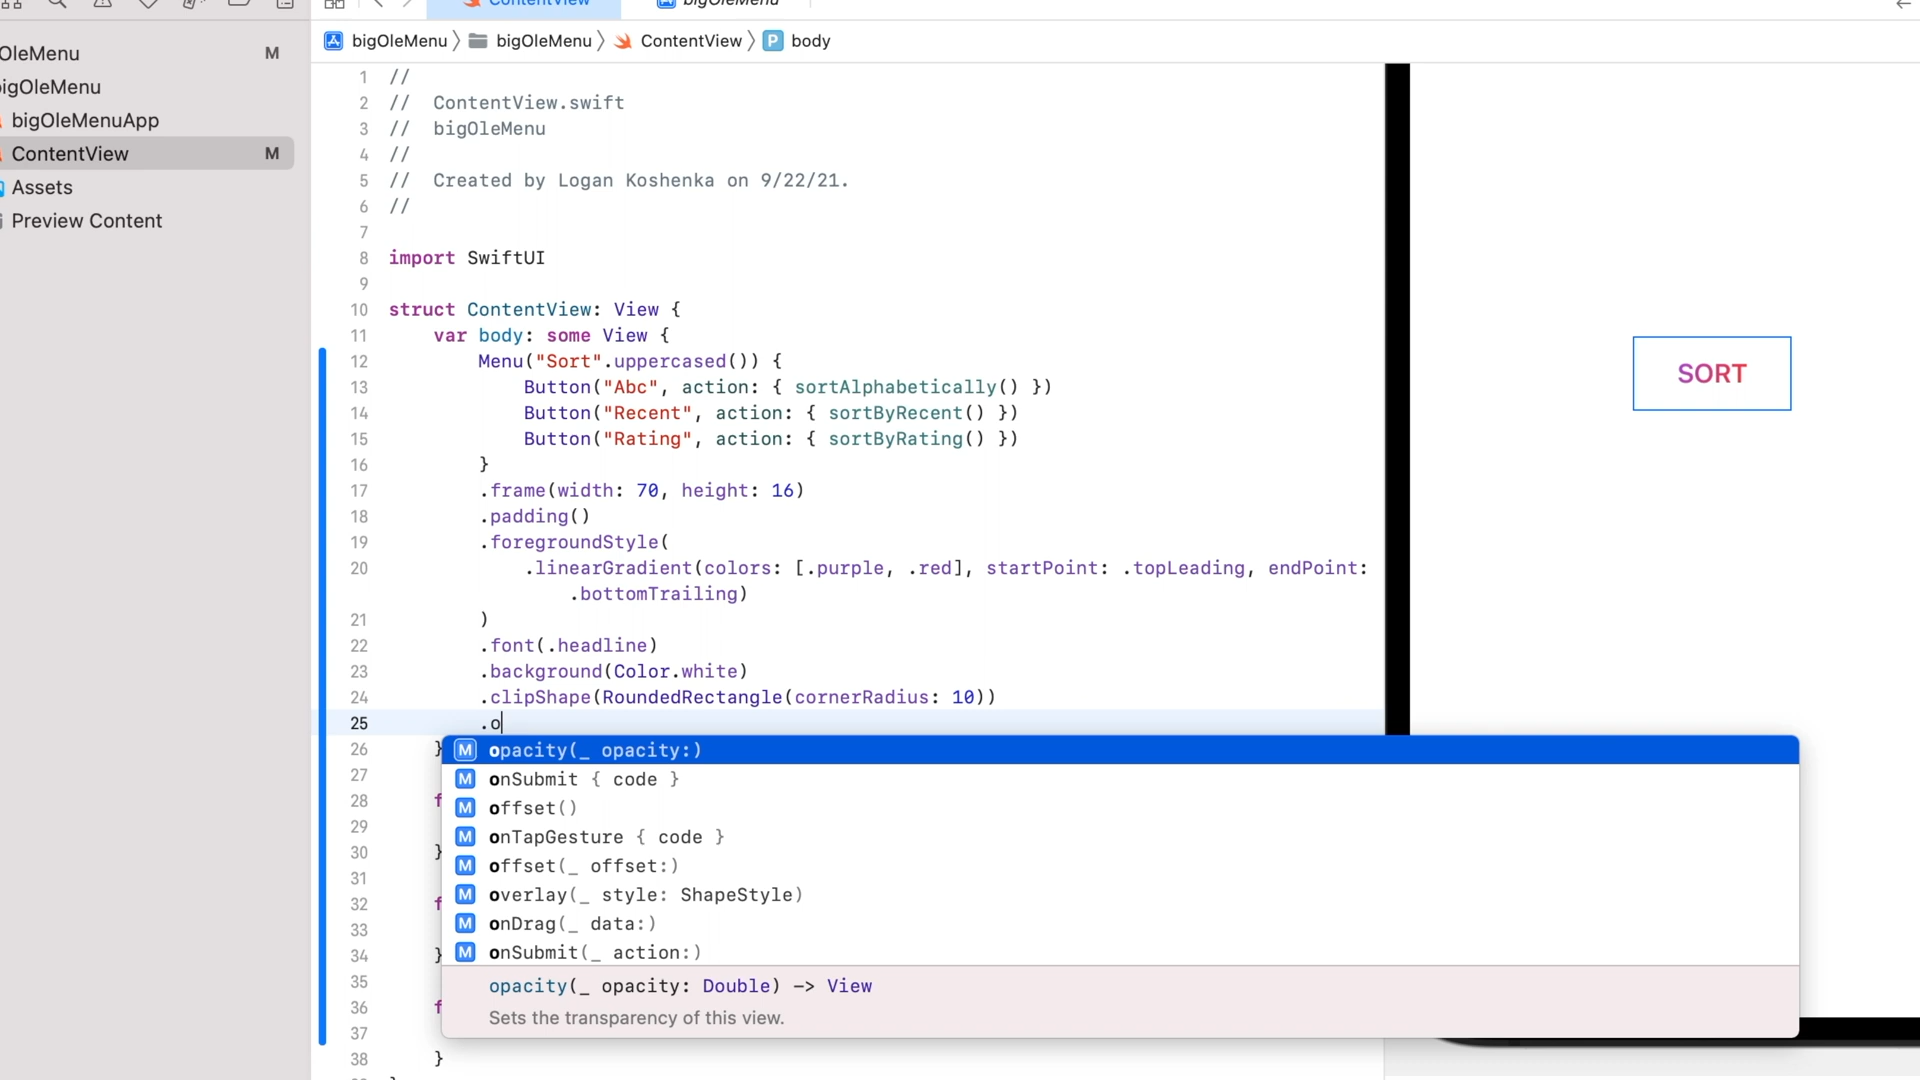 ContentView
bigOleMenu
bigOleMenu
bigOleMenu
ContentView
P
body
OleMenu
M
bigOleMenu
bigOleMenuApp
ContentView
M
Assets
Preview Content
1 //
2 //  ContentView.swift
3 //  bigOleMenu
4 //
5 //  Created by Logan Koshenka on 9/22/21.
6 //
7
8 import SwiftUI
9
10 struct ContentView: View {
11     var body: some View {
12         Menu("Sort".uppercased()) {
13             Button("Abc", action: { sortAlphabetically() })
14             Button("Recent", action: { sortByRecent() })
15             Button("Rating", action: { sortByRating() })
16         }
17         .frame(width: 70, height: 16)
18         .padding()
19         .foregroundStyle(
20             .linearGradient(colors: [.purple, .red], startPoint: .topLeading, endPoint:
.bottomTrailing)
21         )
22         .font(.headline)
23         .background(Color.white)
24         .clipShape(RoundedRectangle(cornerRadius: 10))
25         .o
26     }
27
28     f
29
30     }
31
32     f
33
34     }
35
36     f
37
38     }
M opacity(_ opacity:)
M onSubmit { code }
M offset()
M onTapGesture { code }
M offset(_ offset:)
M overlay(_ style: ShapeStyle)
M onDrag(_ data:)
M onSubmit(_ action:)
opacity(_ opacity: Double) -> View
Sets the transparency of this view.
SORT